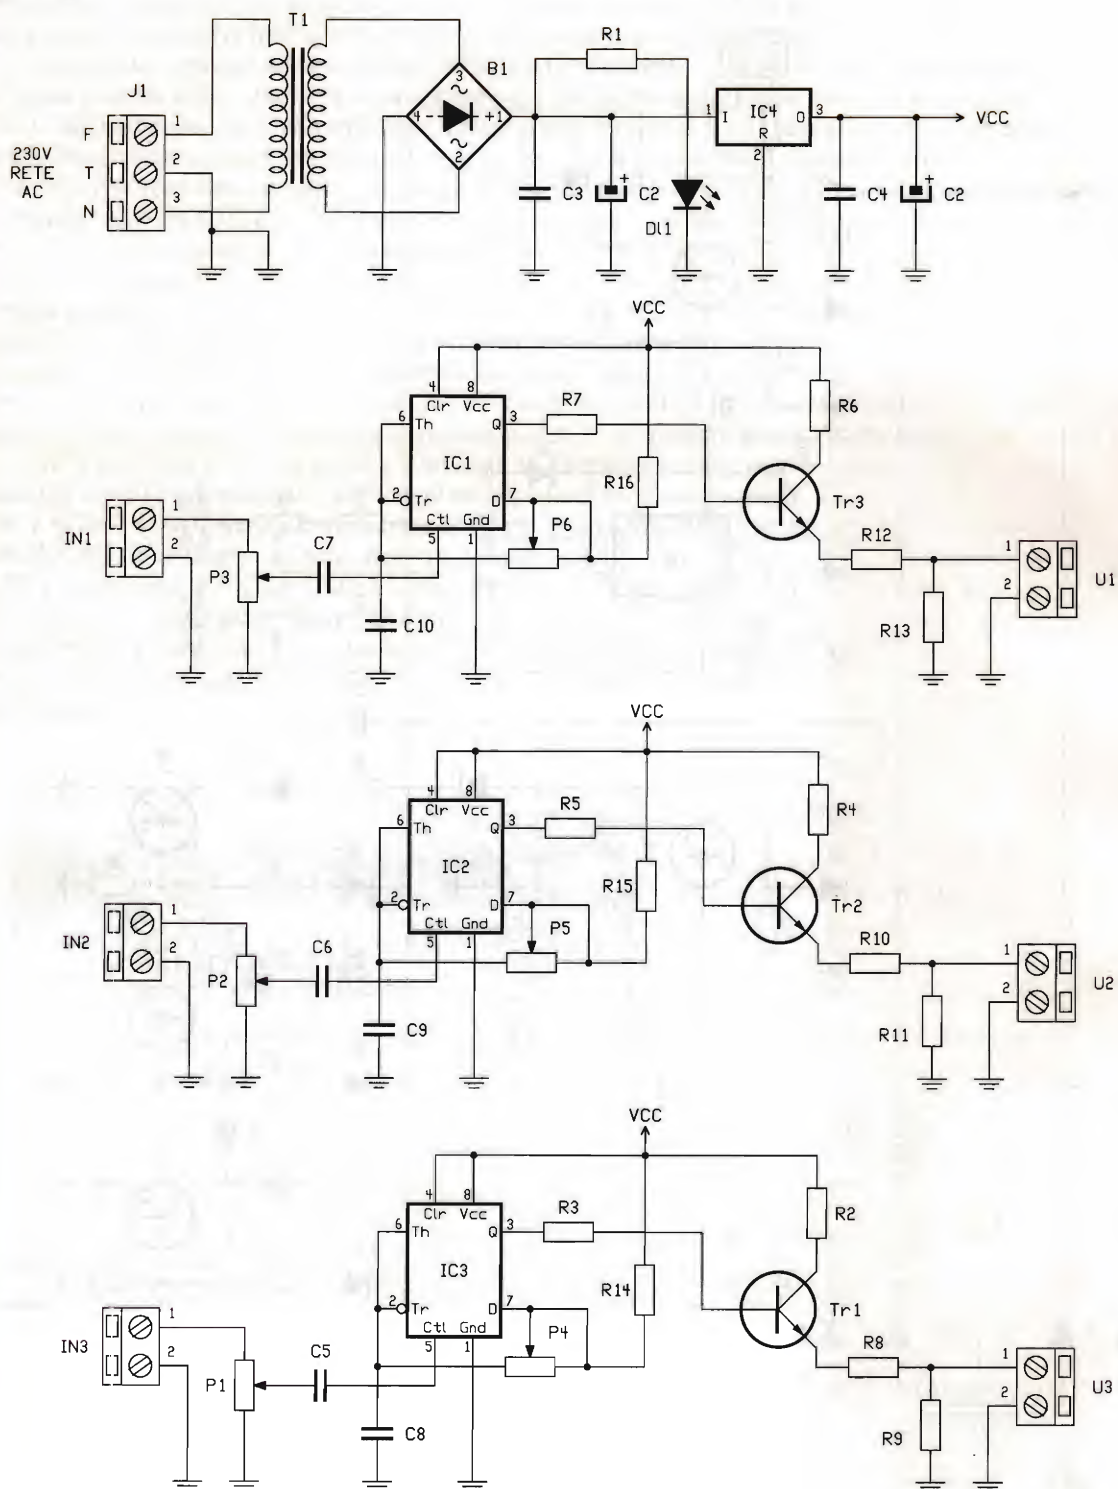 T1
R1
B1
J1
3
1
IC4
3
1
I
O
VCC
F
4
+1
R
230V
RETE
AC
T
2
2
2
N
3
C3
+
C2
Dl1
C4
+
C2
VCC
4
8
Clr
Vcc
R7
R6
6
Th
Q
3
IC1
R16
2
Tr
D
7
Tr3
IN1
1
2
Ctl
Gnd
P6
5
1
C7
P3
R12
1
2
U1
C10
R13
VCC
4
8
Clr
Vcc
R5
R4
6
Th
Q
3
IC2
R15
2
Tr
D
7
Tr2
IN2
1
2
Ctl
Gnd
P5
5
1
C6
P2
R10
1
2
U2
C9
R11
VCC
4
8
Clr
Vcc
R3
R2
6
Th
Q
3
IC3
R14
2
Tr
D
7
Tr1
IN3
1
2
Ctl
Gnd
P4
5
1
C5
P1
R8
1
2
U3
C8
R9